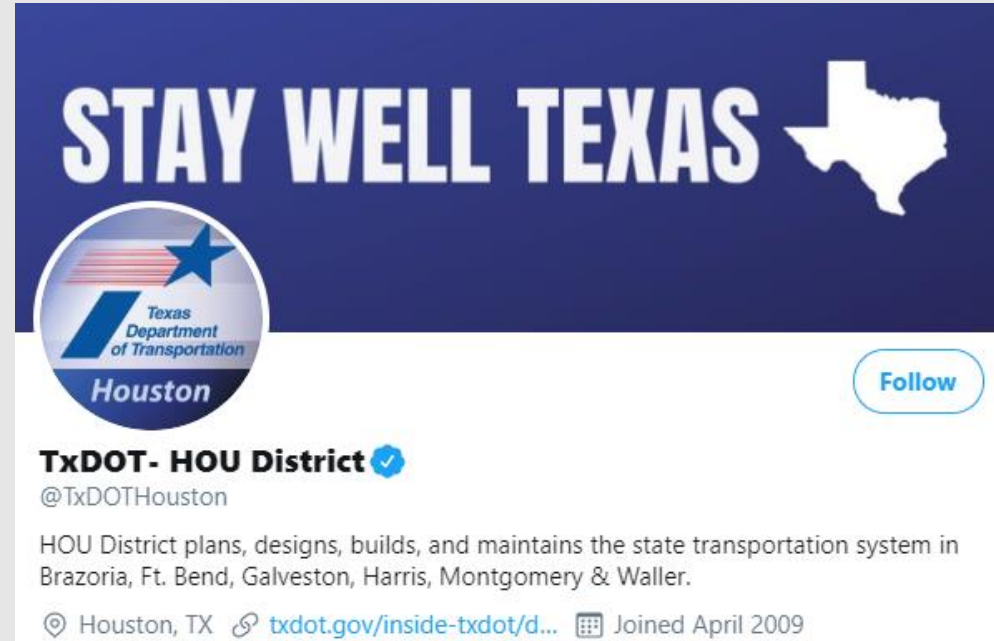 STAY WELL TEXAS
Texas
Department
of Transportation
Houston
Follow
TxDOT- HOU District
@TxDOTHouston
HOU District plans, designs, builds, and maintains the state transportation system in
Brazoria, Ft. Bend, Galveston, Harris, Montgomery & Waller.
Houston, TX txdot.gov/inside-txdot/d... Joined April 2009